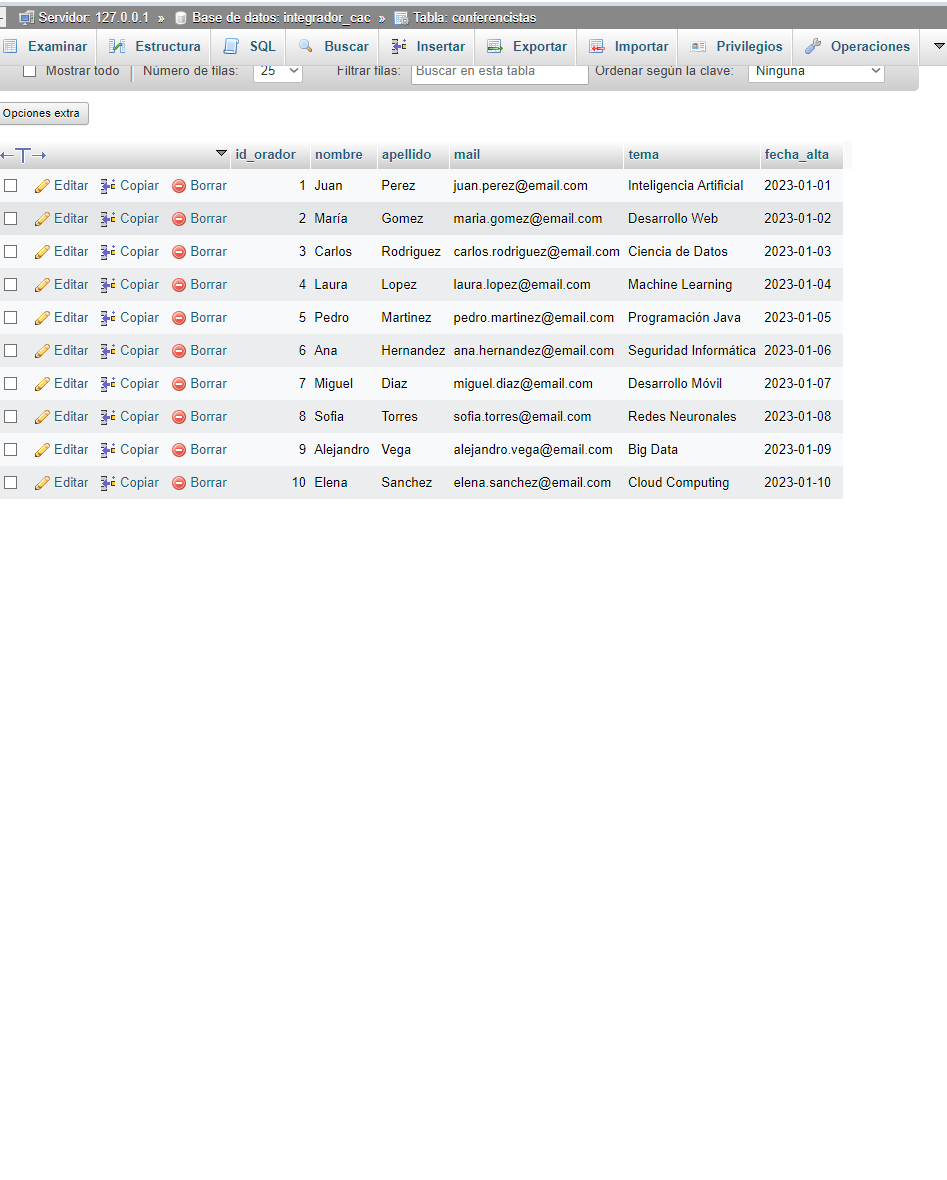 Servidor: 127.0.0.1 » Base de datos: integrador_cac » Tabla: conferencistas
Examinar Estructura SQL Buscar Insertar Exportar Importar Privilegios Operaciones
Mostrar todo Número de filas: 25 Filtrar filas: Buscar en esta tabla Ordenar según la clave: Ninguna
Opciones extra
id_orador nombre apellido mail tema fecha_alta
Editar Copiar Borrar 1 Juan Perez juan.perez@email.com Inteligencia Artificial 2023-01-01
Editar Copiar Borrar 2 María Gomez maria.gomez@email.com Desarrollo Web 2023-01-02
Editar Copiar Borrar 3 Carlos Rodriguez carlos.rodriguez@email.com Ciencia de Datos 2023-01-03
Editar Copiar Borrar 4 Laura Lopez laura.lopez@email.com Machine Learning 2023-01-04
Editar Copiar Borrar 5 Pedro Martinez pedro.martinez@email.com Programación Java 2023-01-05
Editar Copiar Borrar 6 Ana Hernandez ana.hernandez@email.com Seguridad Informática 2023-01-06
Editar Copiar Borrar 7 Miguel Diaz miguel.diaz@email.com Desarrollo Móvil 2023-01-07
Editar Copiar Borrar 8 Sofia Torres sofia.torres@email.com Redes Neuronales 2023-01-08
Editar Copiar Borrar 9 Alejandro Vega alejandro.vega@email.com Big Data 2023-01-09
Editar Copiar Borrar 10 Elena Sanchez elena.sanchez@email.com Cloud Computing 2023-01-10